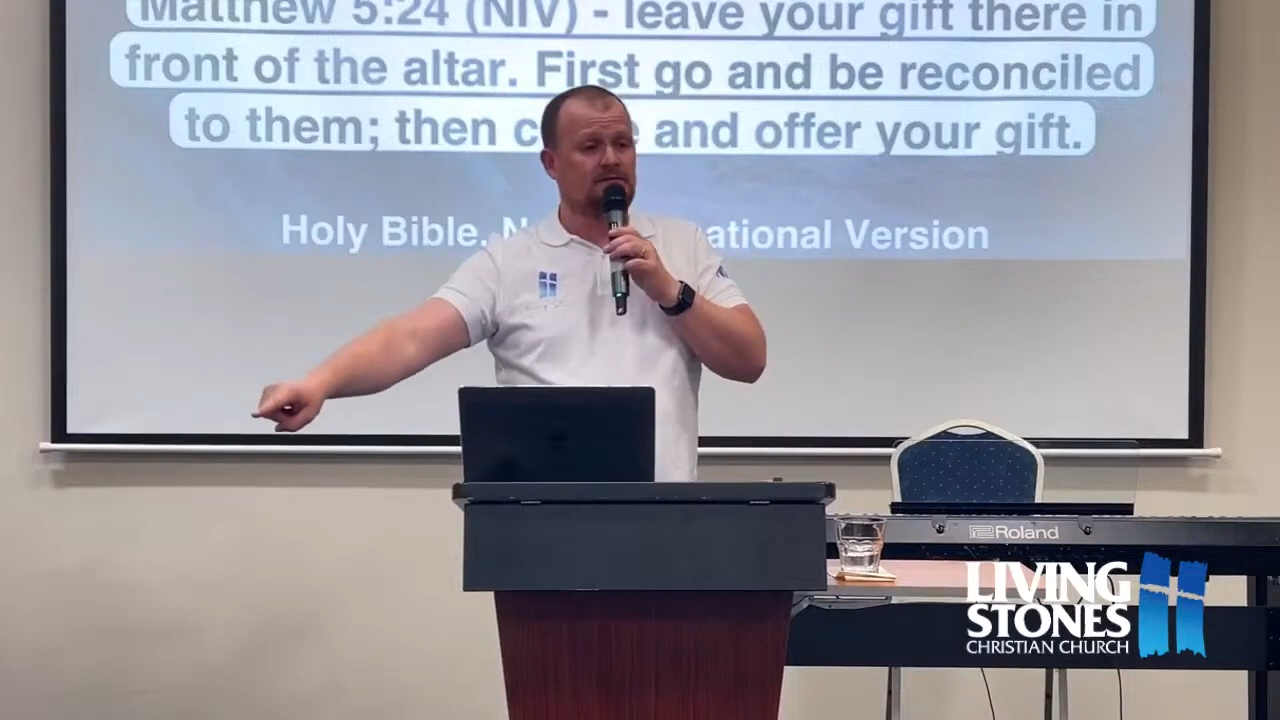 Matthew 5:24 (NIV) - leave your gift there in
front of the altar. First go and be reconciled
to them; then and offer your gift.
Holy Bible. Version
Roland
LIVING
STONES
CHRISTIAN CHURCH